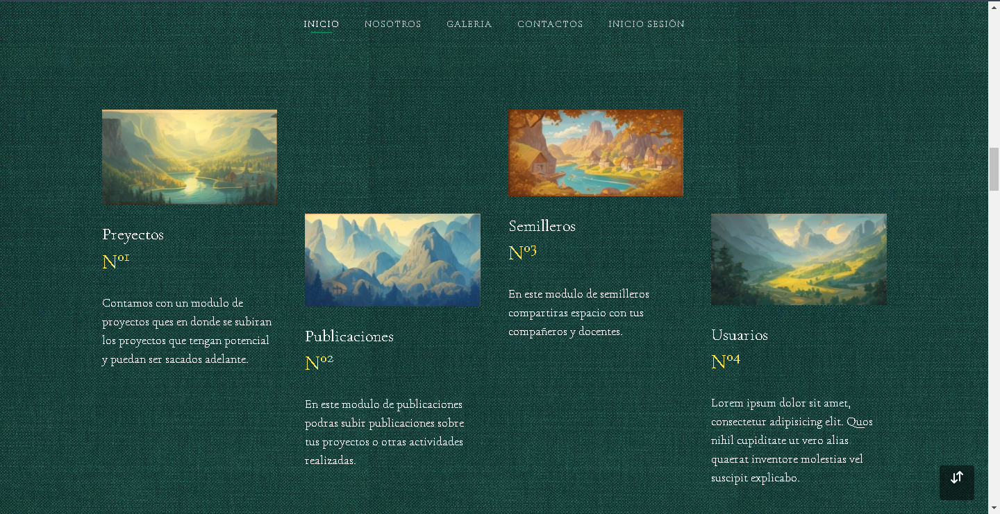 INICIO NOSOTROS GALERIA CONTACTOS INICIO SESIÓN
Preyectos
Nº1
Contamos con un modulo de
proyectos ques en donde se subiran
los proyectos que tengan potencial
y puedan ser sacados adelante.
Publicaciones
Nº2
En este modulo de publicaciones
podras subir publicaciones sobre
tus proyectos o otras actividades
realizadas.
Semilleros
Nº3
En este modulo de semilleros
compartiras espacio con tus
compañeros y docentes.
Usuarios
Nº4
Lorem ipsum dolor sit amet,
consectetur adipisicing elit. Quos
nihil cupiditate ut vero alias
quaerat inventore molestias vel
suscipit explicabo.